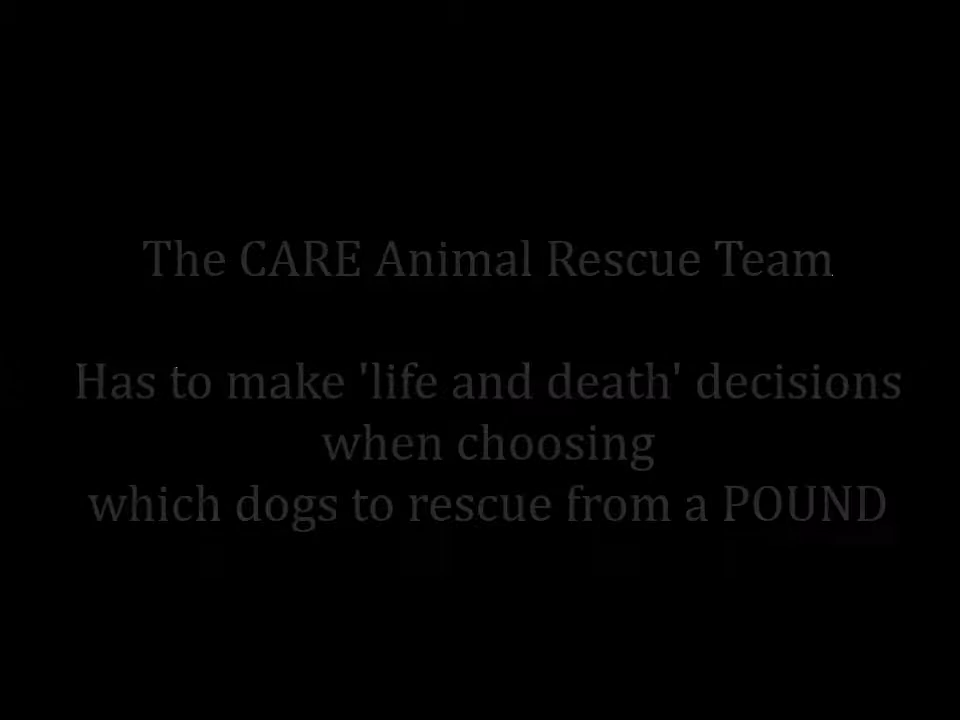 The CARE Animal Rescue Team
Has to make 'life and death' decisions
when choosing
which dogs to rescue from a POUND